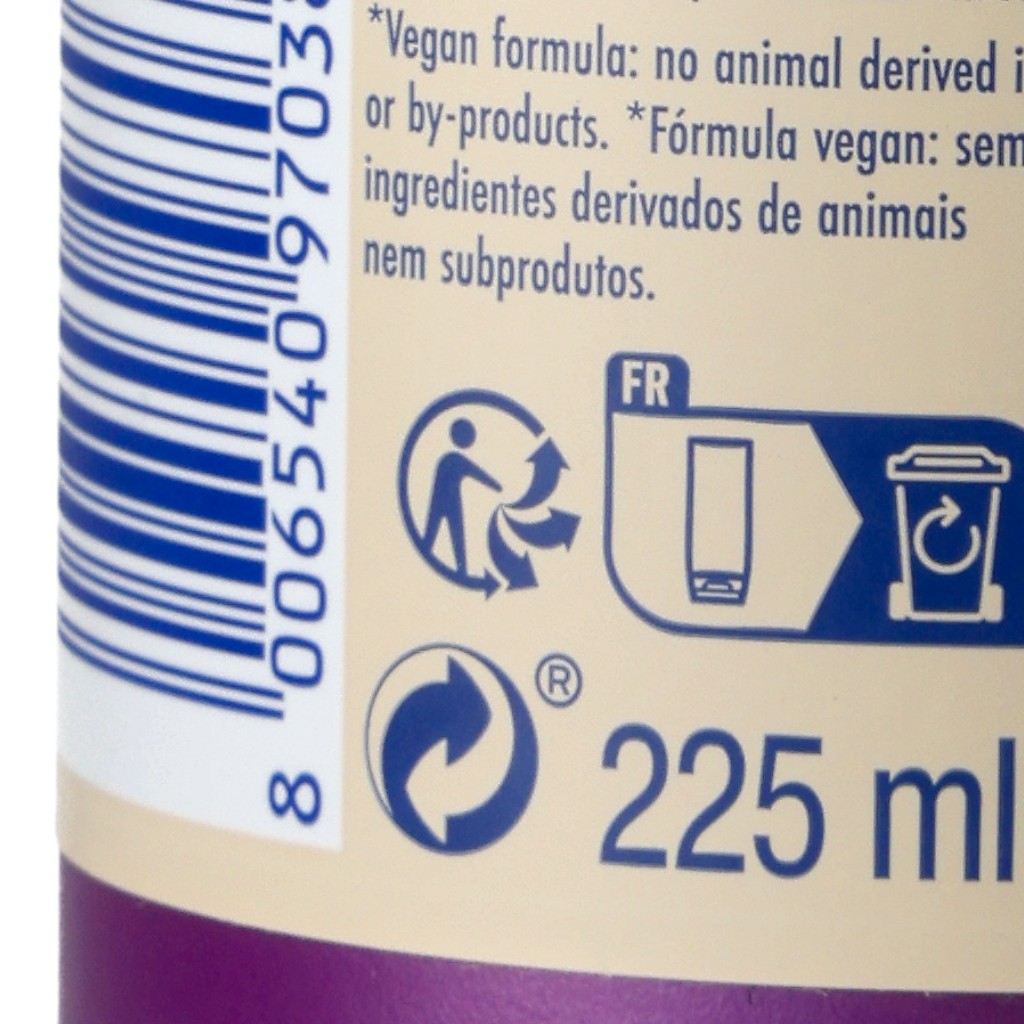 *Vegan formula: no animal derived
or by-products. *Fórmula vegan: sem
ingredientes derivados de animais
nem subprodutos.
FR
®
225 ml
8 006540 9703